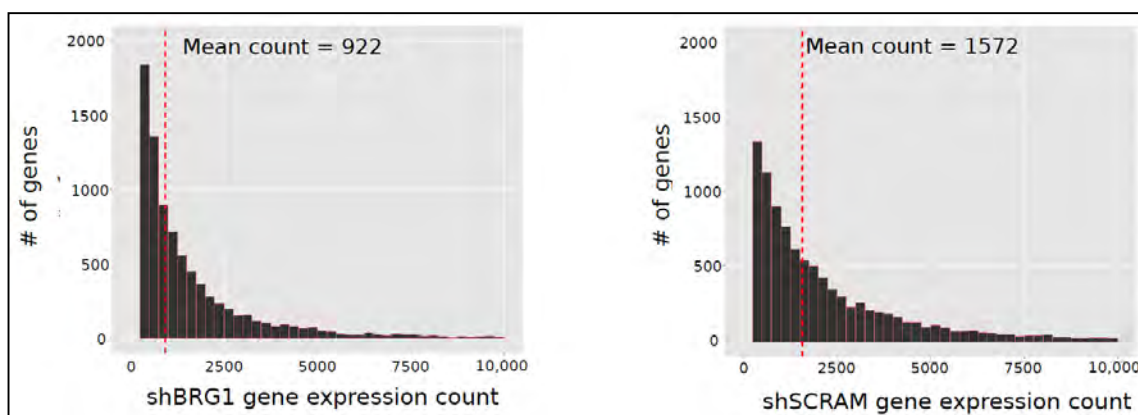 Mean count = 922
2000
1500
1000
500
0
# of genes
0 2500 5000 7500 10,000
shBRG1 gene expression count
Mean count = 1572
2000
1500
1000
500
0
# of genes
0 2500 5000 7500 10,000
shSCRAM gene expression count